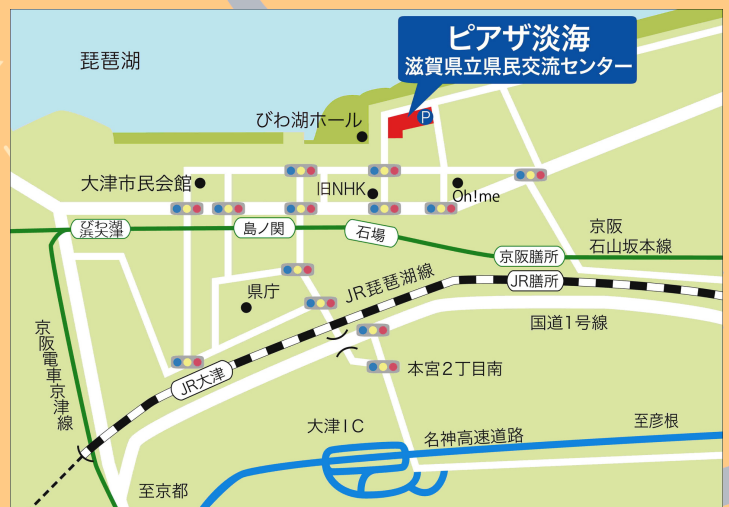 ピアザ淡海
滋賀県立県民交流センター
琵琶湖
P
びわ湖ホール
大津市民会館
旧NHK
Oh!me
びわ湖
浜大津
島ノ関
石場
京阪
石山坂本線
京阪膳所
JR琵琶湖線
JR膳所
県庁
国道1号線
京阪電車京津線
JR大津
本宮2丁目南
大津IC
名神高速道路
至彦根
至京都